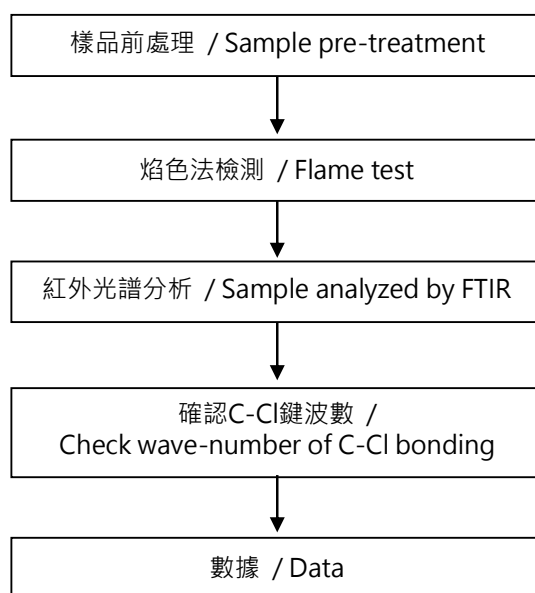 樣品前處理 / Sample pre-treatment
焰色法檢測 / Flame test
紅外光譜分析 / Sample analyzed by FTIR
確認C-Cl鍵波數 /
Check wave-number of C-Cl bonding
數據 / Data